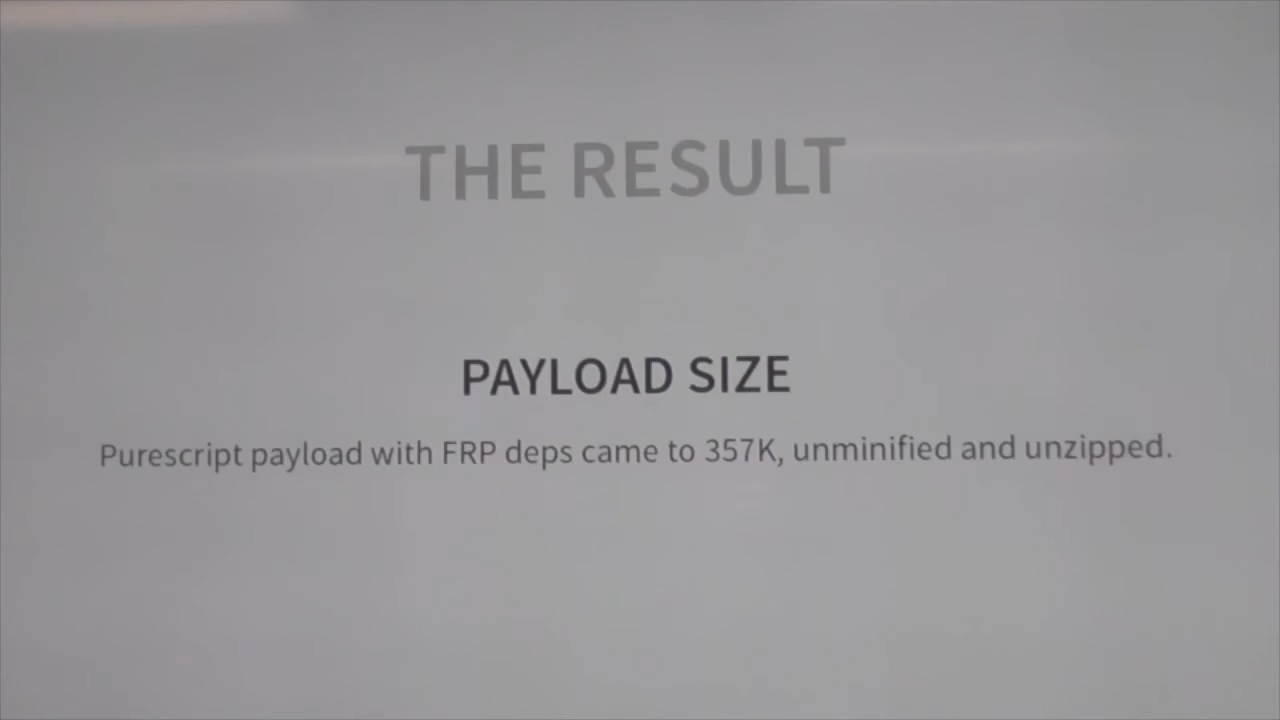 THE RESULT
PAYLOAD SIZE
Purescript payload with FRP deps came to 357K, unminified and unzipped.